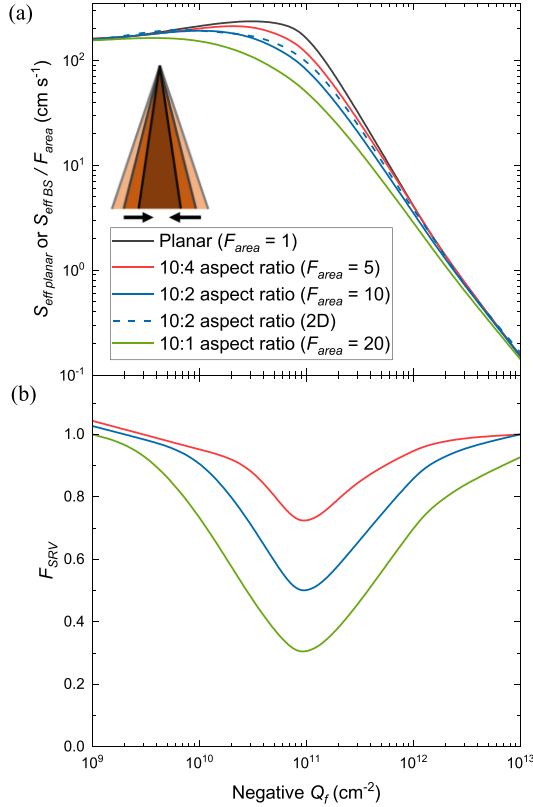 (a)
S_eff planar or S_eff BS / F_area (cm s⁻¹)
10²
10¹
10⁰
10⁻¹
Planar (F_area = 1)
10:4 aspect ratio (F_area = 5)
10:2 aspect ratio (F_area = 10)
10:2 aspect ratio (2D)
10:1 aspect ratio (F_area = 20)
(b)
F_SRV
1.0
0.8
0.6
0.4
0.2
0.0
10⁹ 10¹⁰ 10¹¹ 10¹² 10¹³
Negative Q_f (cm⁻²)